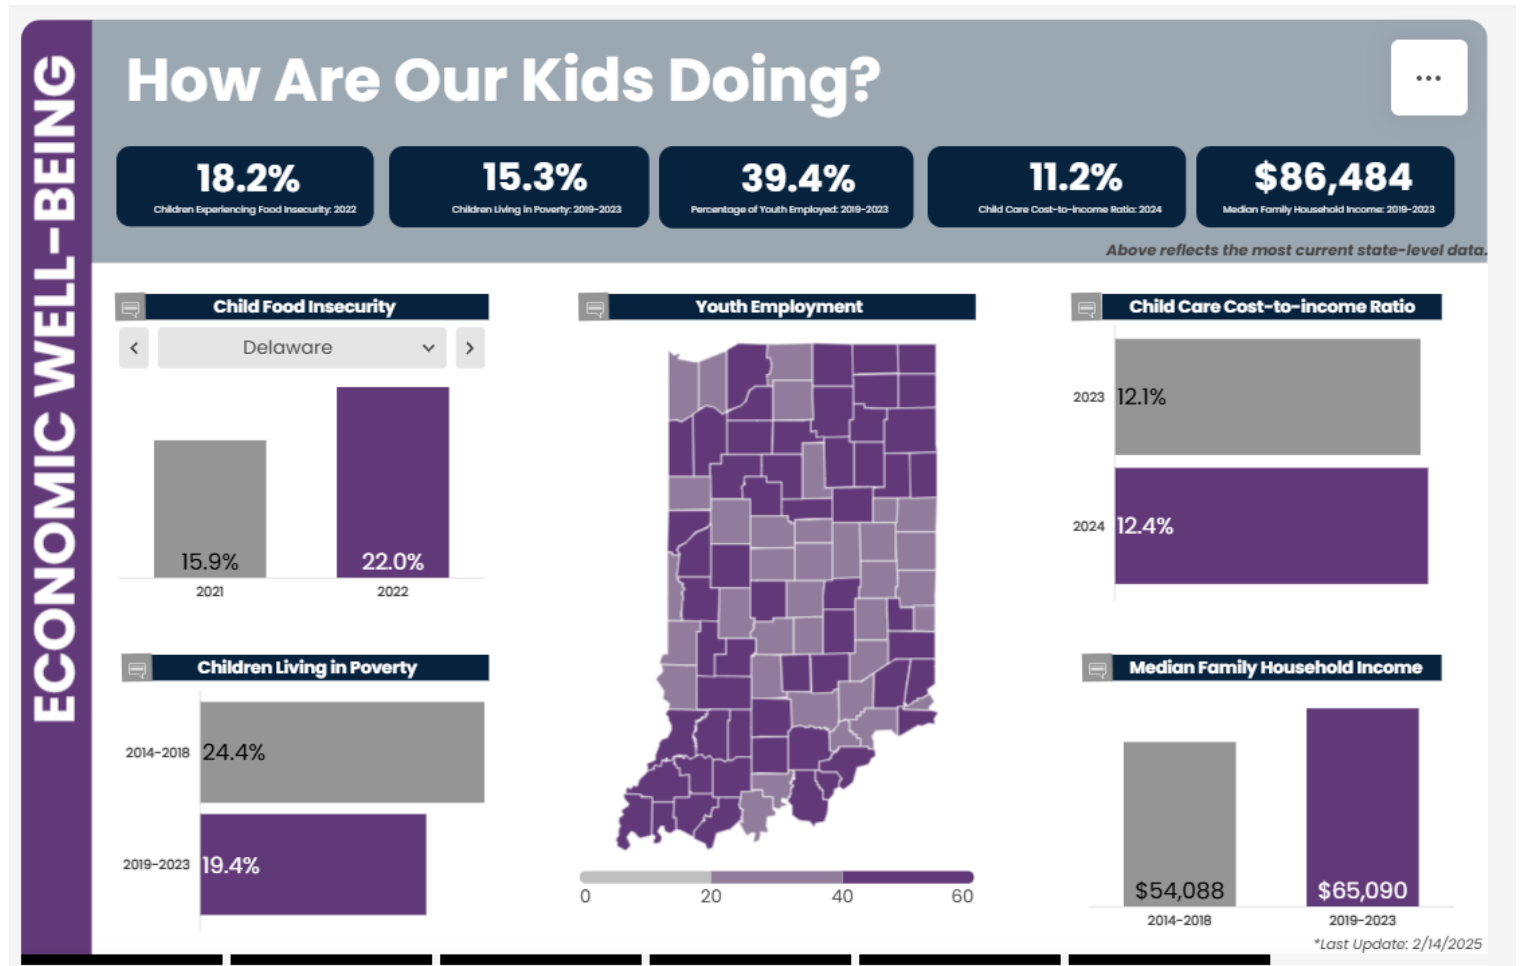 ECONOMIC WELL-BEING
How Are Our Kids Doing?
18.2%
Children Experiencing Food Insecurity: 2022
15.3%
Children Living in Poverty: 2019-2023
39.4%
Percentage of Youth Employed: 2019-2023
11.2%
Child Care Cost-to-income Ratio: 2024
$86,484
Median Family Household Income: 2019-2023
Above reflects the most current state-level data.
Child Food Insecurity
Delaware
15.9%
22.0%
2021
2022
Children Living in Poverty
2014-2018
24.4%
2019-2023
19.4%
Youth Employment
0
20
40
60
Child Care Cost-to-income Ratio
2023
12.1%
2024
12.4%
Median Family Household Income
$54,088
$65,090
2014-2018
2019-2023
*Last Update: 2/14/2025